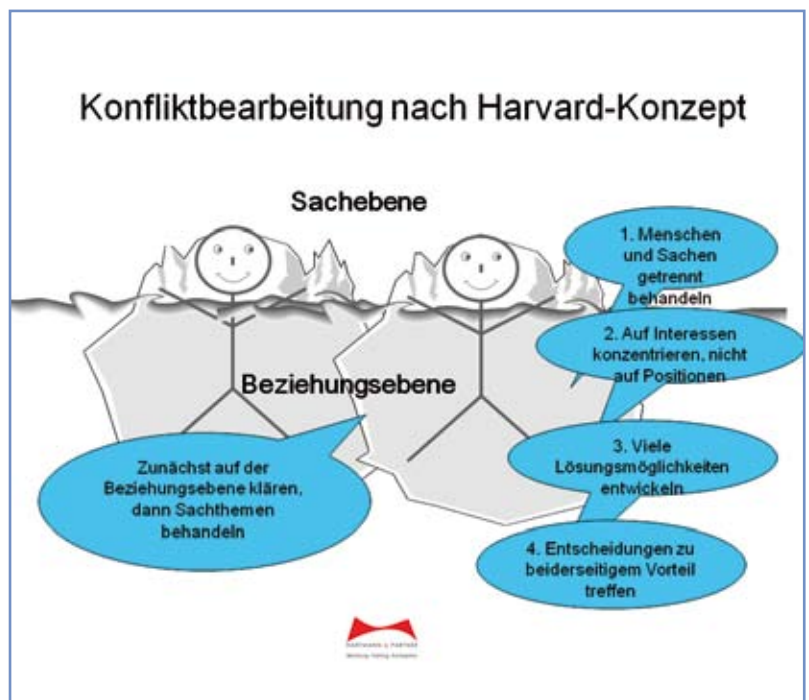 Konfliktbearbeitung nach Harvard-Konzept
Sachebene
1. Menschen
und Sachen
getrennt
behandeln
2. Auf Interessen
konzentrieren, nicht
auf Positionen
Beziehungsebene
3. Viele
Lösungsmöglichkeiten
entwickeln
Zunächst auf der
Beziehungsebene klären,
dann Sachthemen
behandeln
4. Entscheidungen zu
beiderseitigem Vorteil
treffen